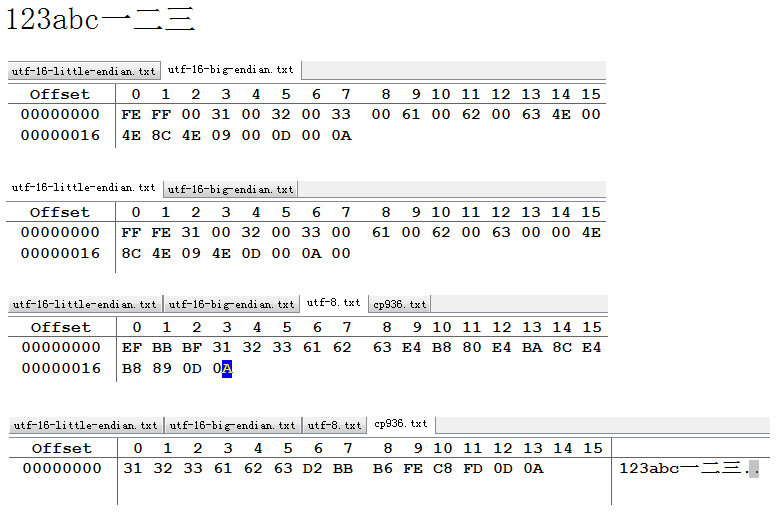 123abc一二三
utf-16-little-endian.txt utf-16-big-endian.txt
Offset 0 1 2 3 4 5 6 7 8 9 10 11 12 13 14 15
00000000 FE FF 00 31 00 32 00 33 00 61 00 62 00 63 4E 00
00000016 4E 8C 4E 09 00 0D 00 0A
utf-16-little-endian.txt utf-16-big-endian.txt
Offset 0 1 2 3 4 5 6 7 8 9 10 11 12 13 14 15
00000000 FF FE 31 00 32 00 33 00 61 00 62 00 63 00 00 4E
00000016 8C 4E 09 4E 0D 00 0A 00
utf-16-little-endian.txt utf-16-big-endian.txt utf-8.txt cp936.txt
Offset 0 1 2 3 4 5 6 7 8 9 10 11 12 13 14 15
00000000 EF BB BF 31 32 33 61 62 63 E4 B8 80 E4 BA 8C E4
00000016 B8 89 0D 0A
utf-16-little-endian.txt utf-16-big-endian.txt utf-8.txt cp936.txt
Offset 0 1 2 3 4 5 6 7 8 9 10 11 12 13 14 15
00000000 31 32 33 61 62 63 D2 BB B6 FE C8 FD 0D 0A 123abc一二三..